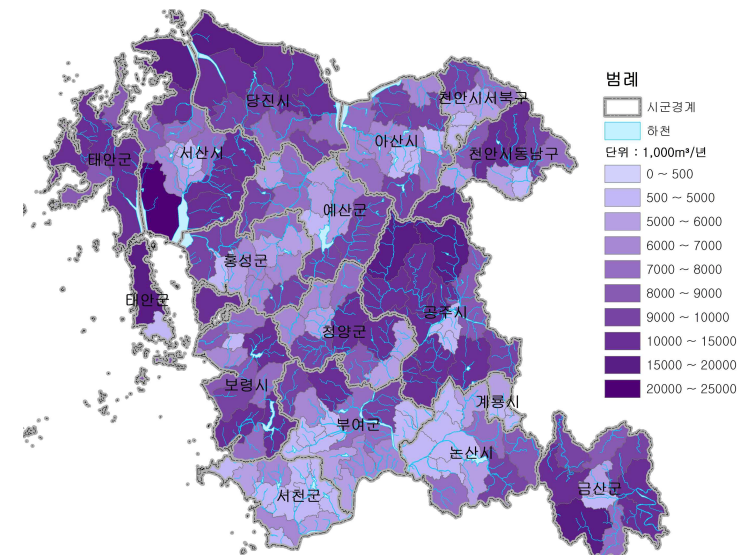 범례
시군경계
하천
단위 : 1,000m³/년
0 ~ 500
500 ~ 5000
5000 ~ 6000
6000 ~ 7000
7000 ~ 8000
8000 ~ 9000
9000 ~ 10000
10000 ~ 15000
15000 ~ 20000
20000 ~ 25000
당진시
천안시서북구
아산시
태안군
서산시
천안시동남구
예산군
홍성군
태안군
공주시
청양군
보령시
계룡시
부여군
논산시
금산군
서천군